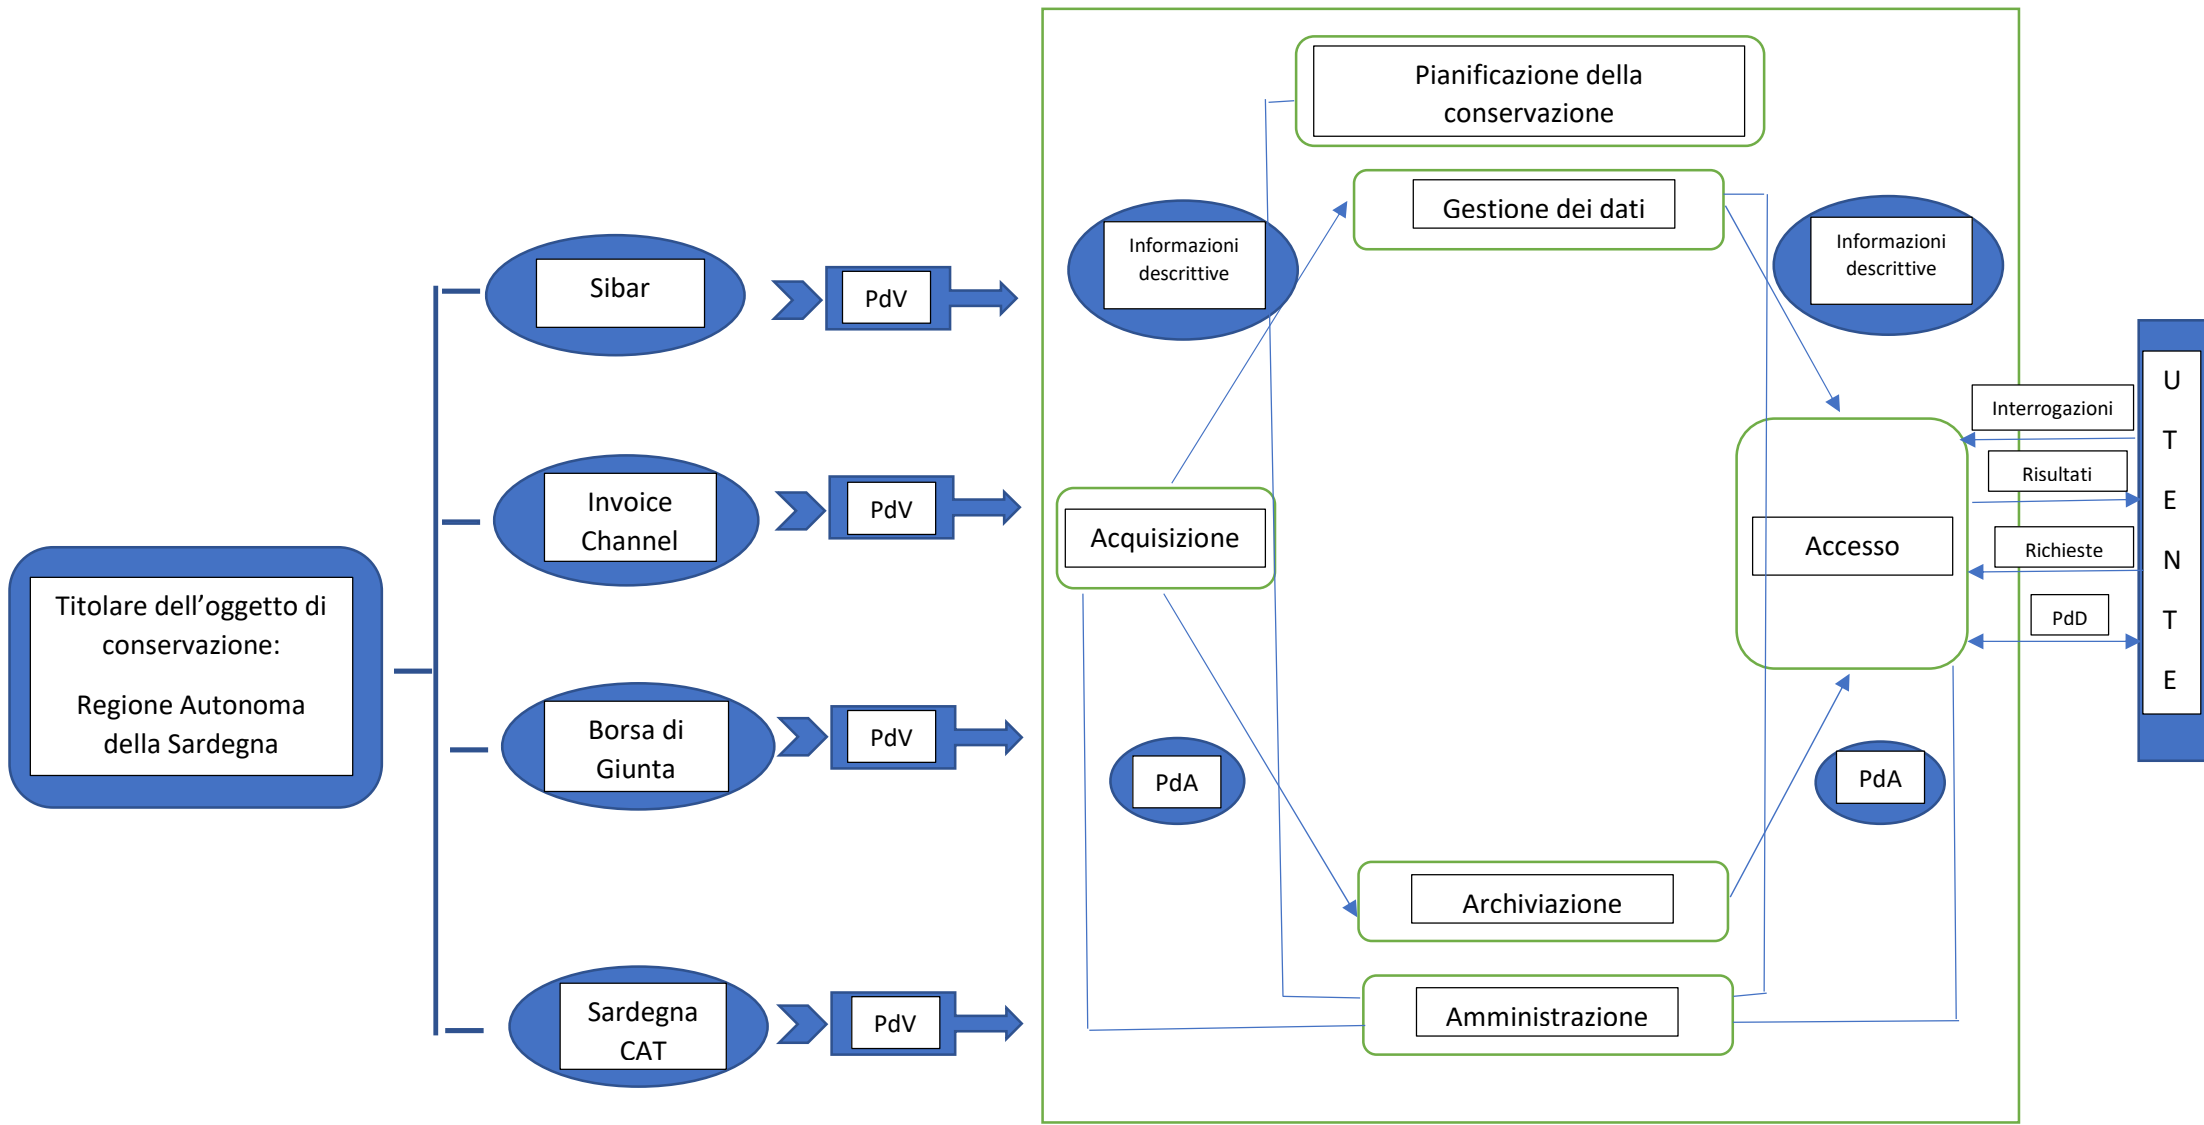 Titolare dell'oggetto di
conservazione:
Regione Autonoma
della Sardegna
Sibar
PdV
Invoice
Channel
PdV
Borsa di
Giunta
PdV
Sardegna
CAT
PdV
Pianificazione della
conservazione
Gestione dei dati
Informazioni
descrittive
Informazioni
descrittive
Acquisizione
Accesso
PdA
PdA
Archiviazione
Amministrazione
Interrogazioni
Risultati
Richieste
PdD
U
T
E
N
T
E